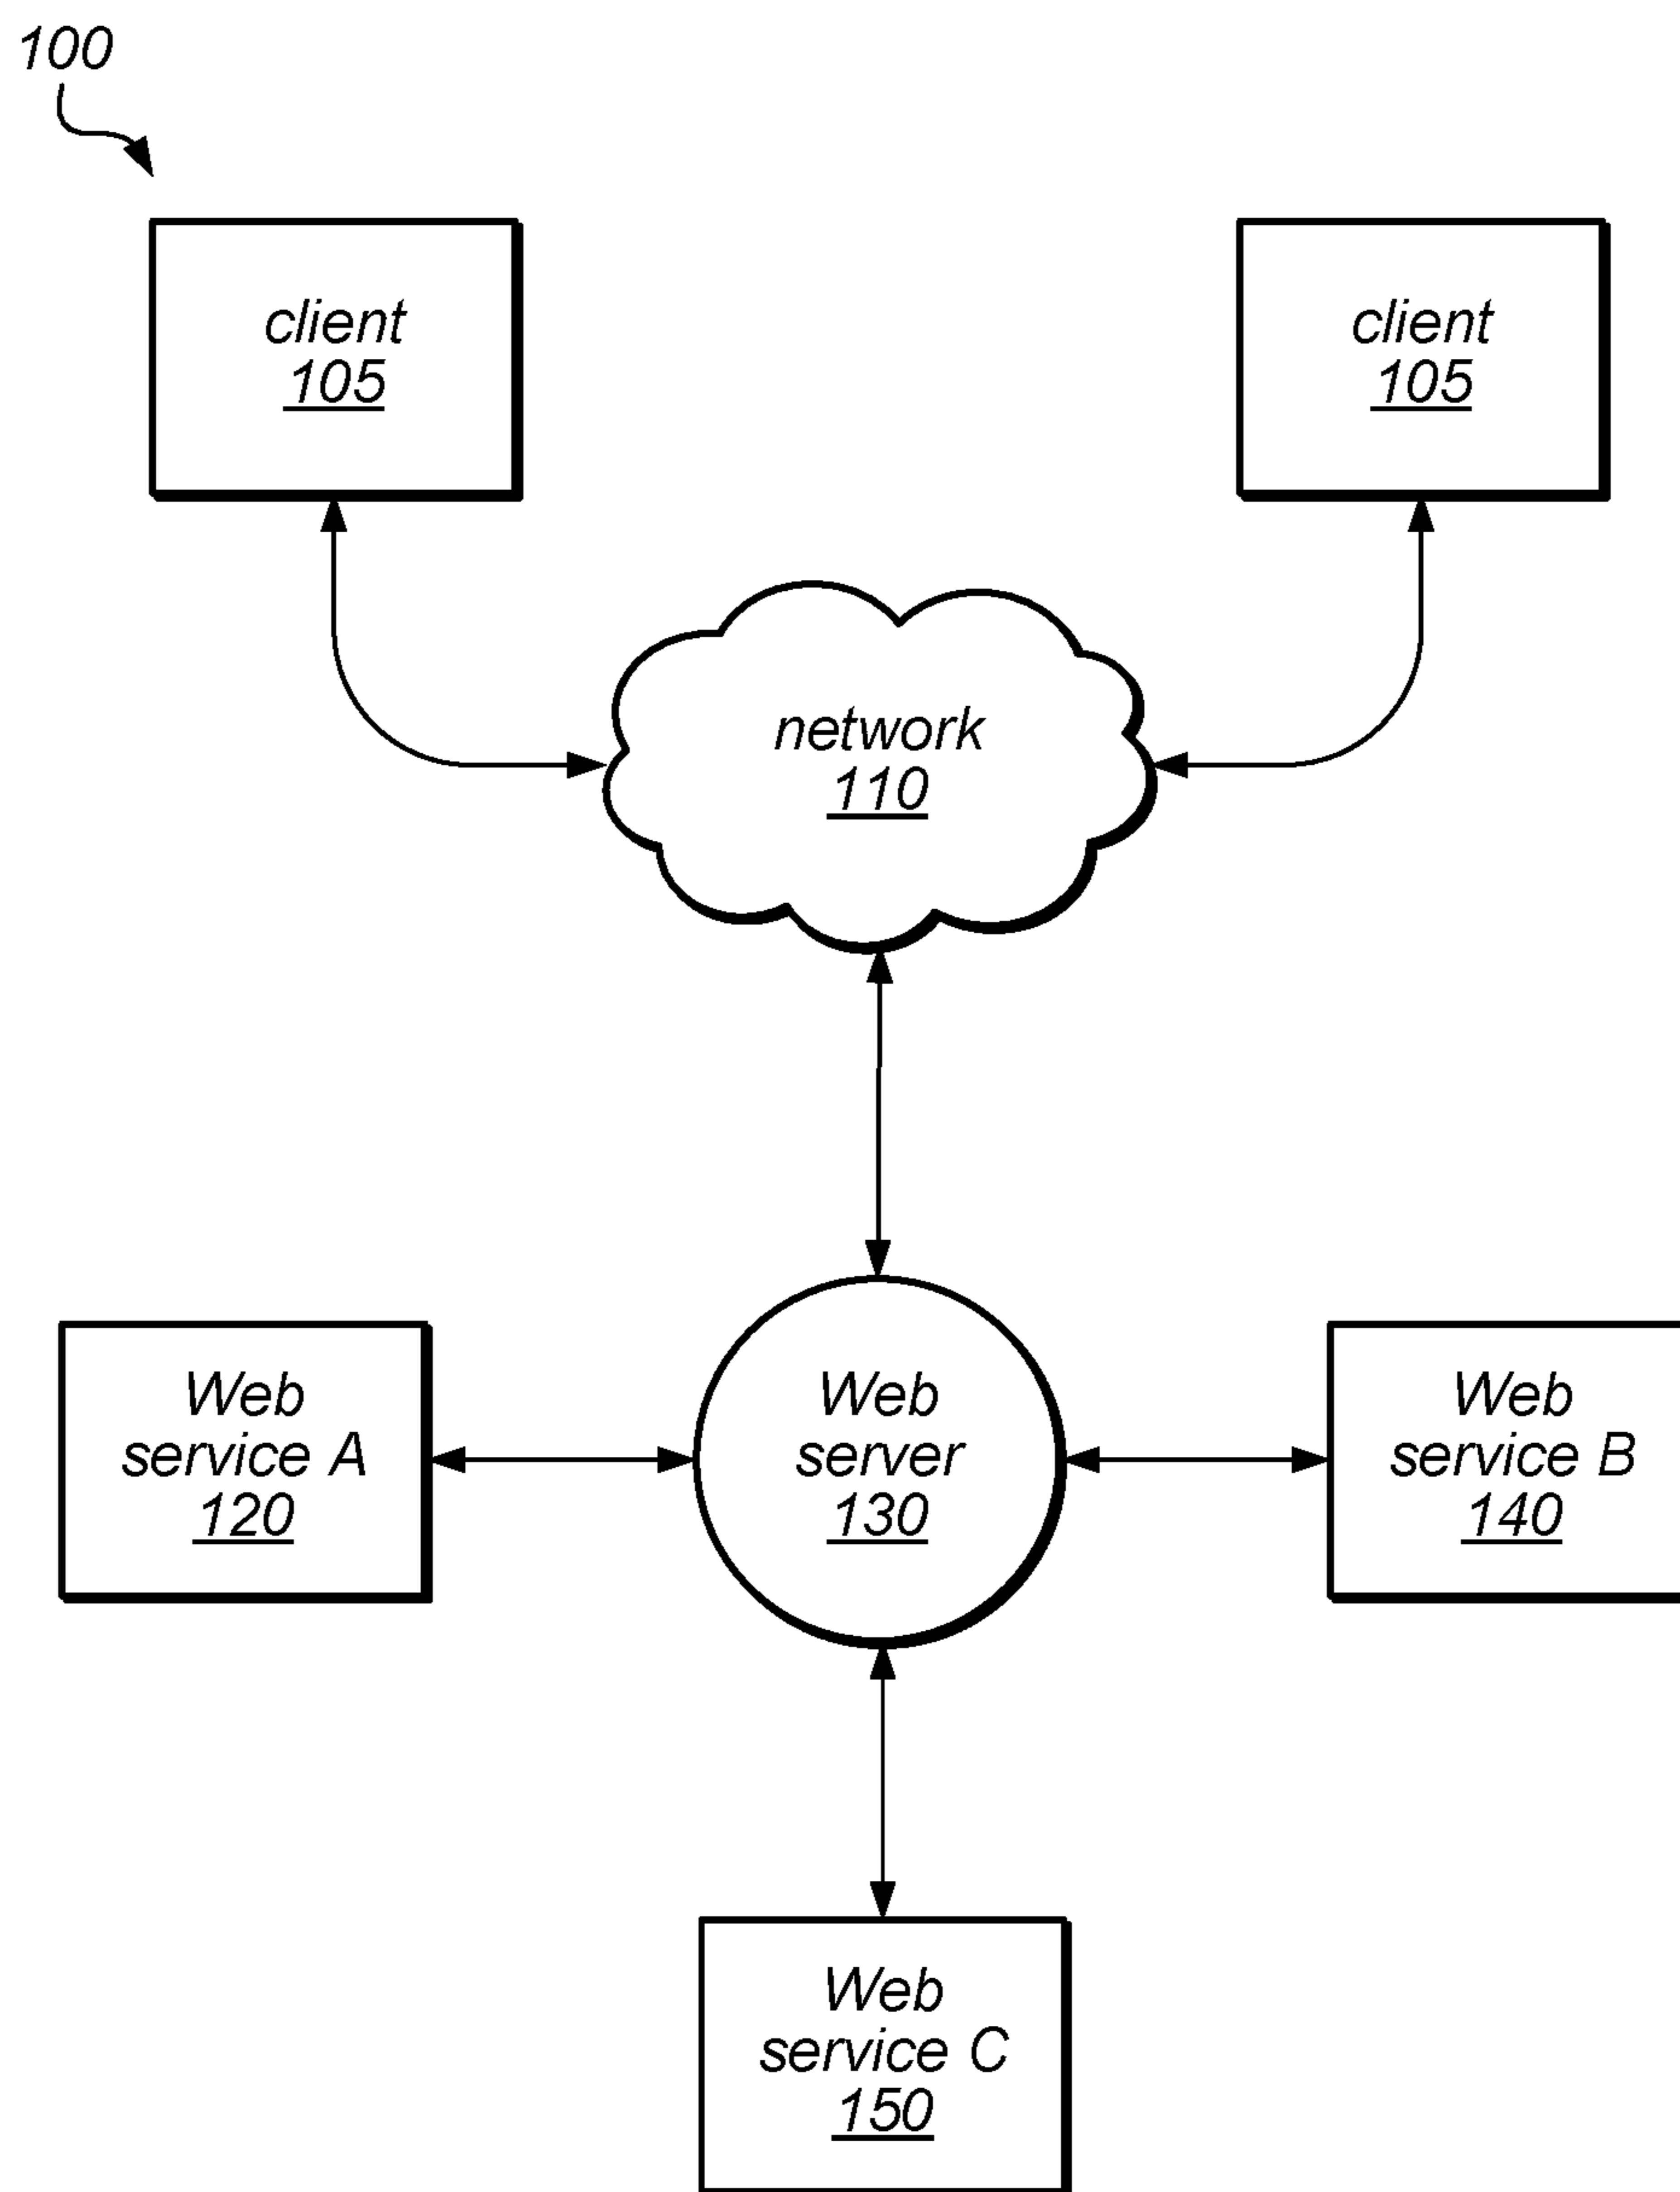 100
client
105
client
105
network
110
Web
service A
120
Web
server
130
Web
service B
140
Web
service C
150